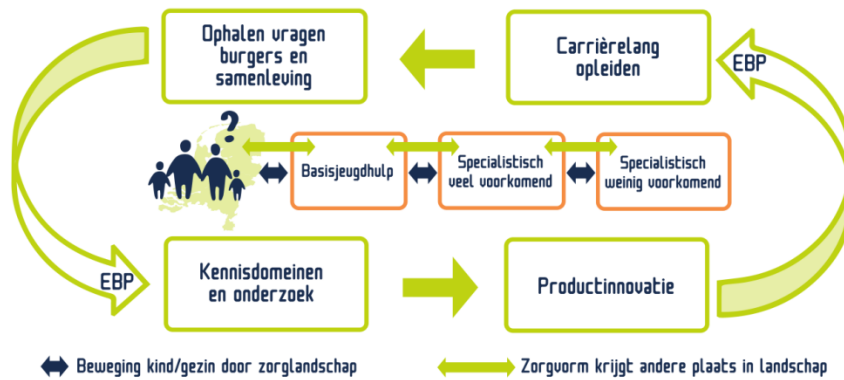 Ophalen vragen
burgers en
samenleving
Carrièrelang
opleiden
EBP
?
Basisjeugdhulp
Specialistisch
veel voorkomend
Specialistisch
weinig voorkomend
EBP
Kennisdomeinen
en onderzoek
Productinnovatie
Beweging kind/gezin door zorglandschap
Zorgvorm krijgt andere plaats in landschap